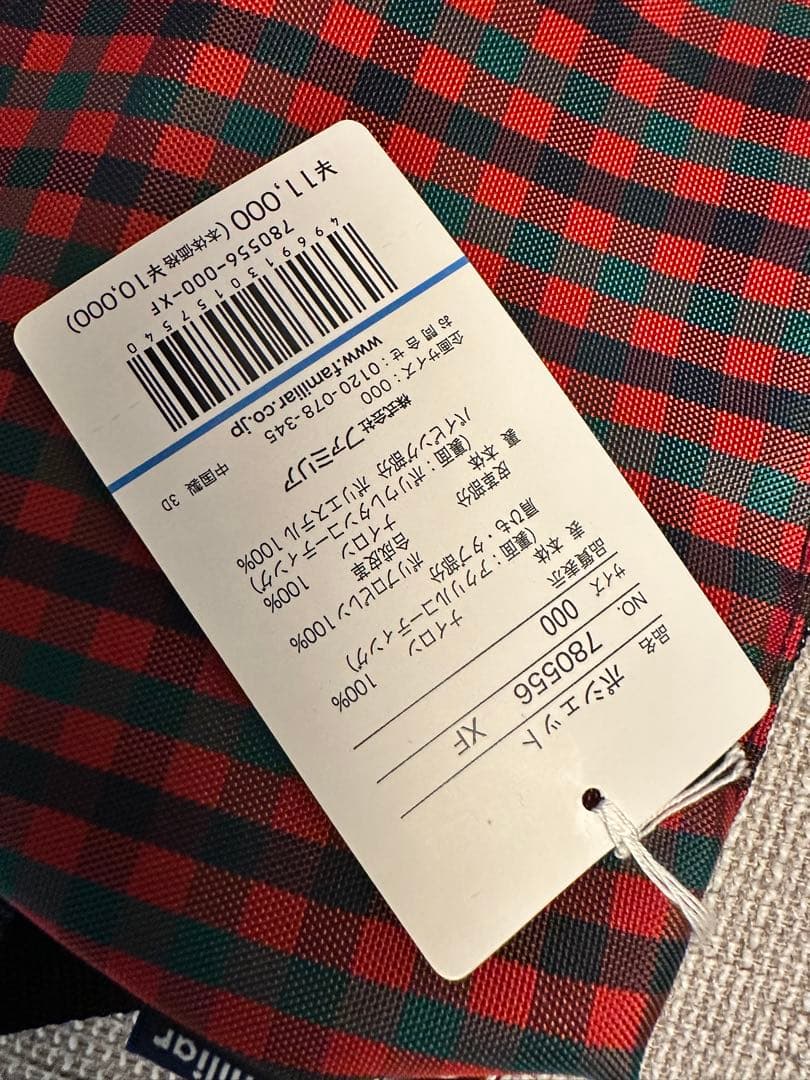 品名 ポシェット
NO. 780556 XF
サイズ 000
品質表示
表 本体 ナイロン 100%
(裏面：アクリルコーティング)
肩ひも、タブ部分 ポリプロピレン100%
皮革部分 合成皮革
裏 本体 ナイロン 100%
(裏面：ポリウレタンコーティング)
パイピング部分 ポリエステル100%
株式会社ファミリア
企画サイズ：000
お問合せ：0120-078-345
www.familiar.co.jp
中国製 3D
4969130157540
780556-000-XF
¥11,000 (本体価格¥10,000)
miliar